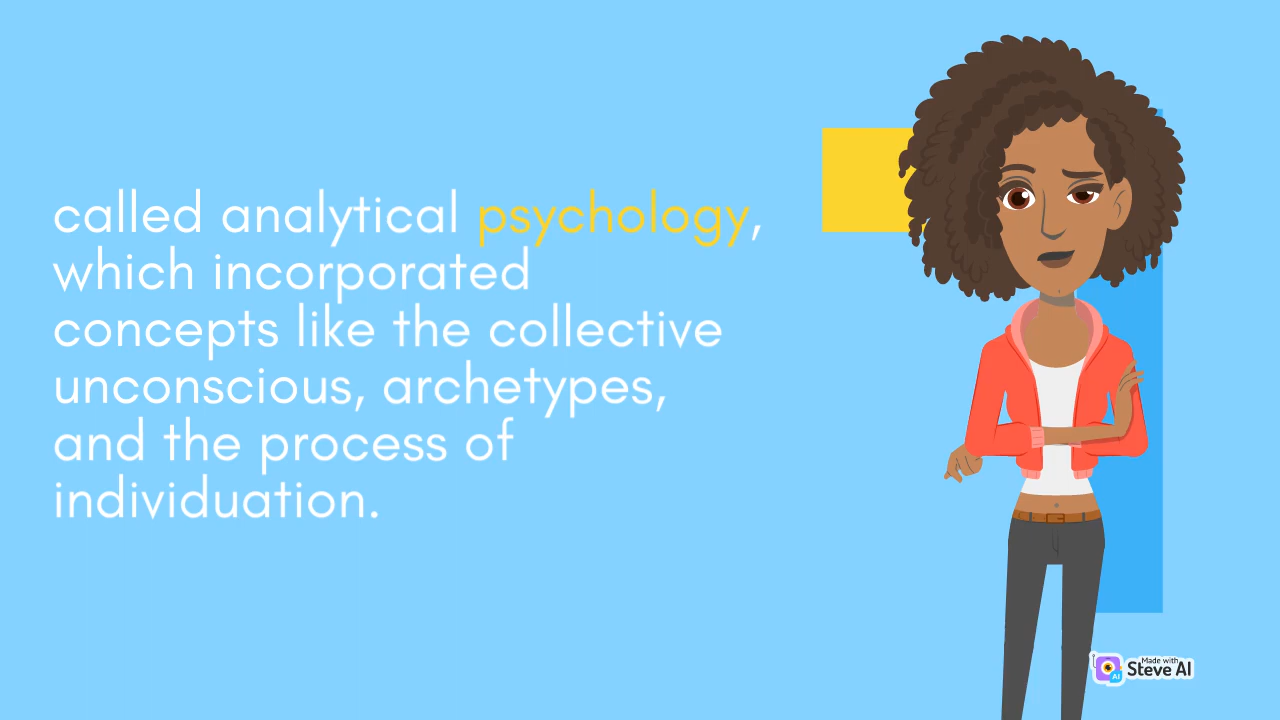 called analytical psychology,
which incorporated
concepts like the collective
unconscious, archetypes,
and the process of
individuation.
Made with
Steve AI
AI